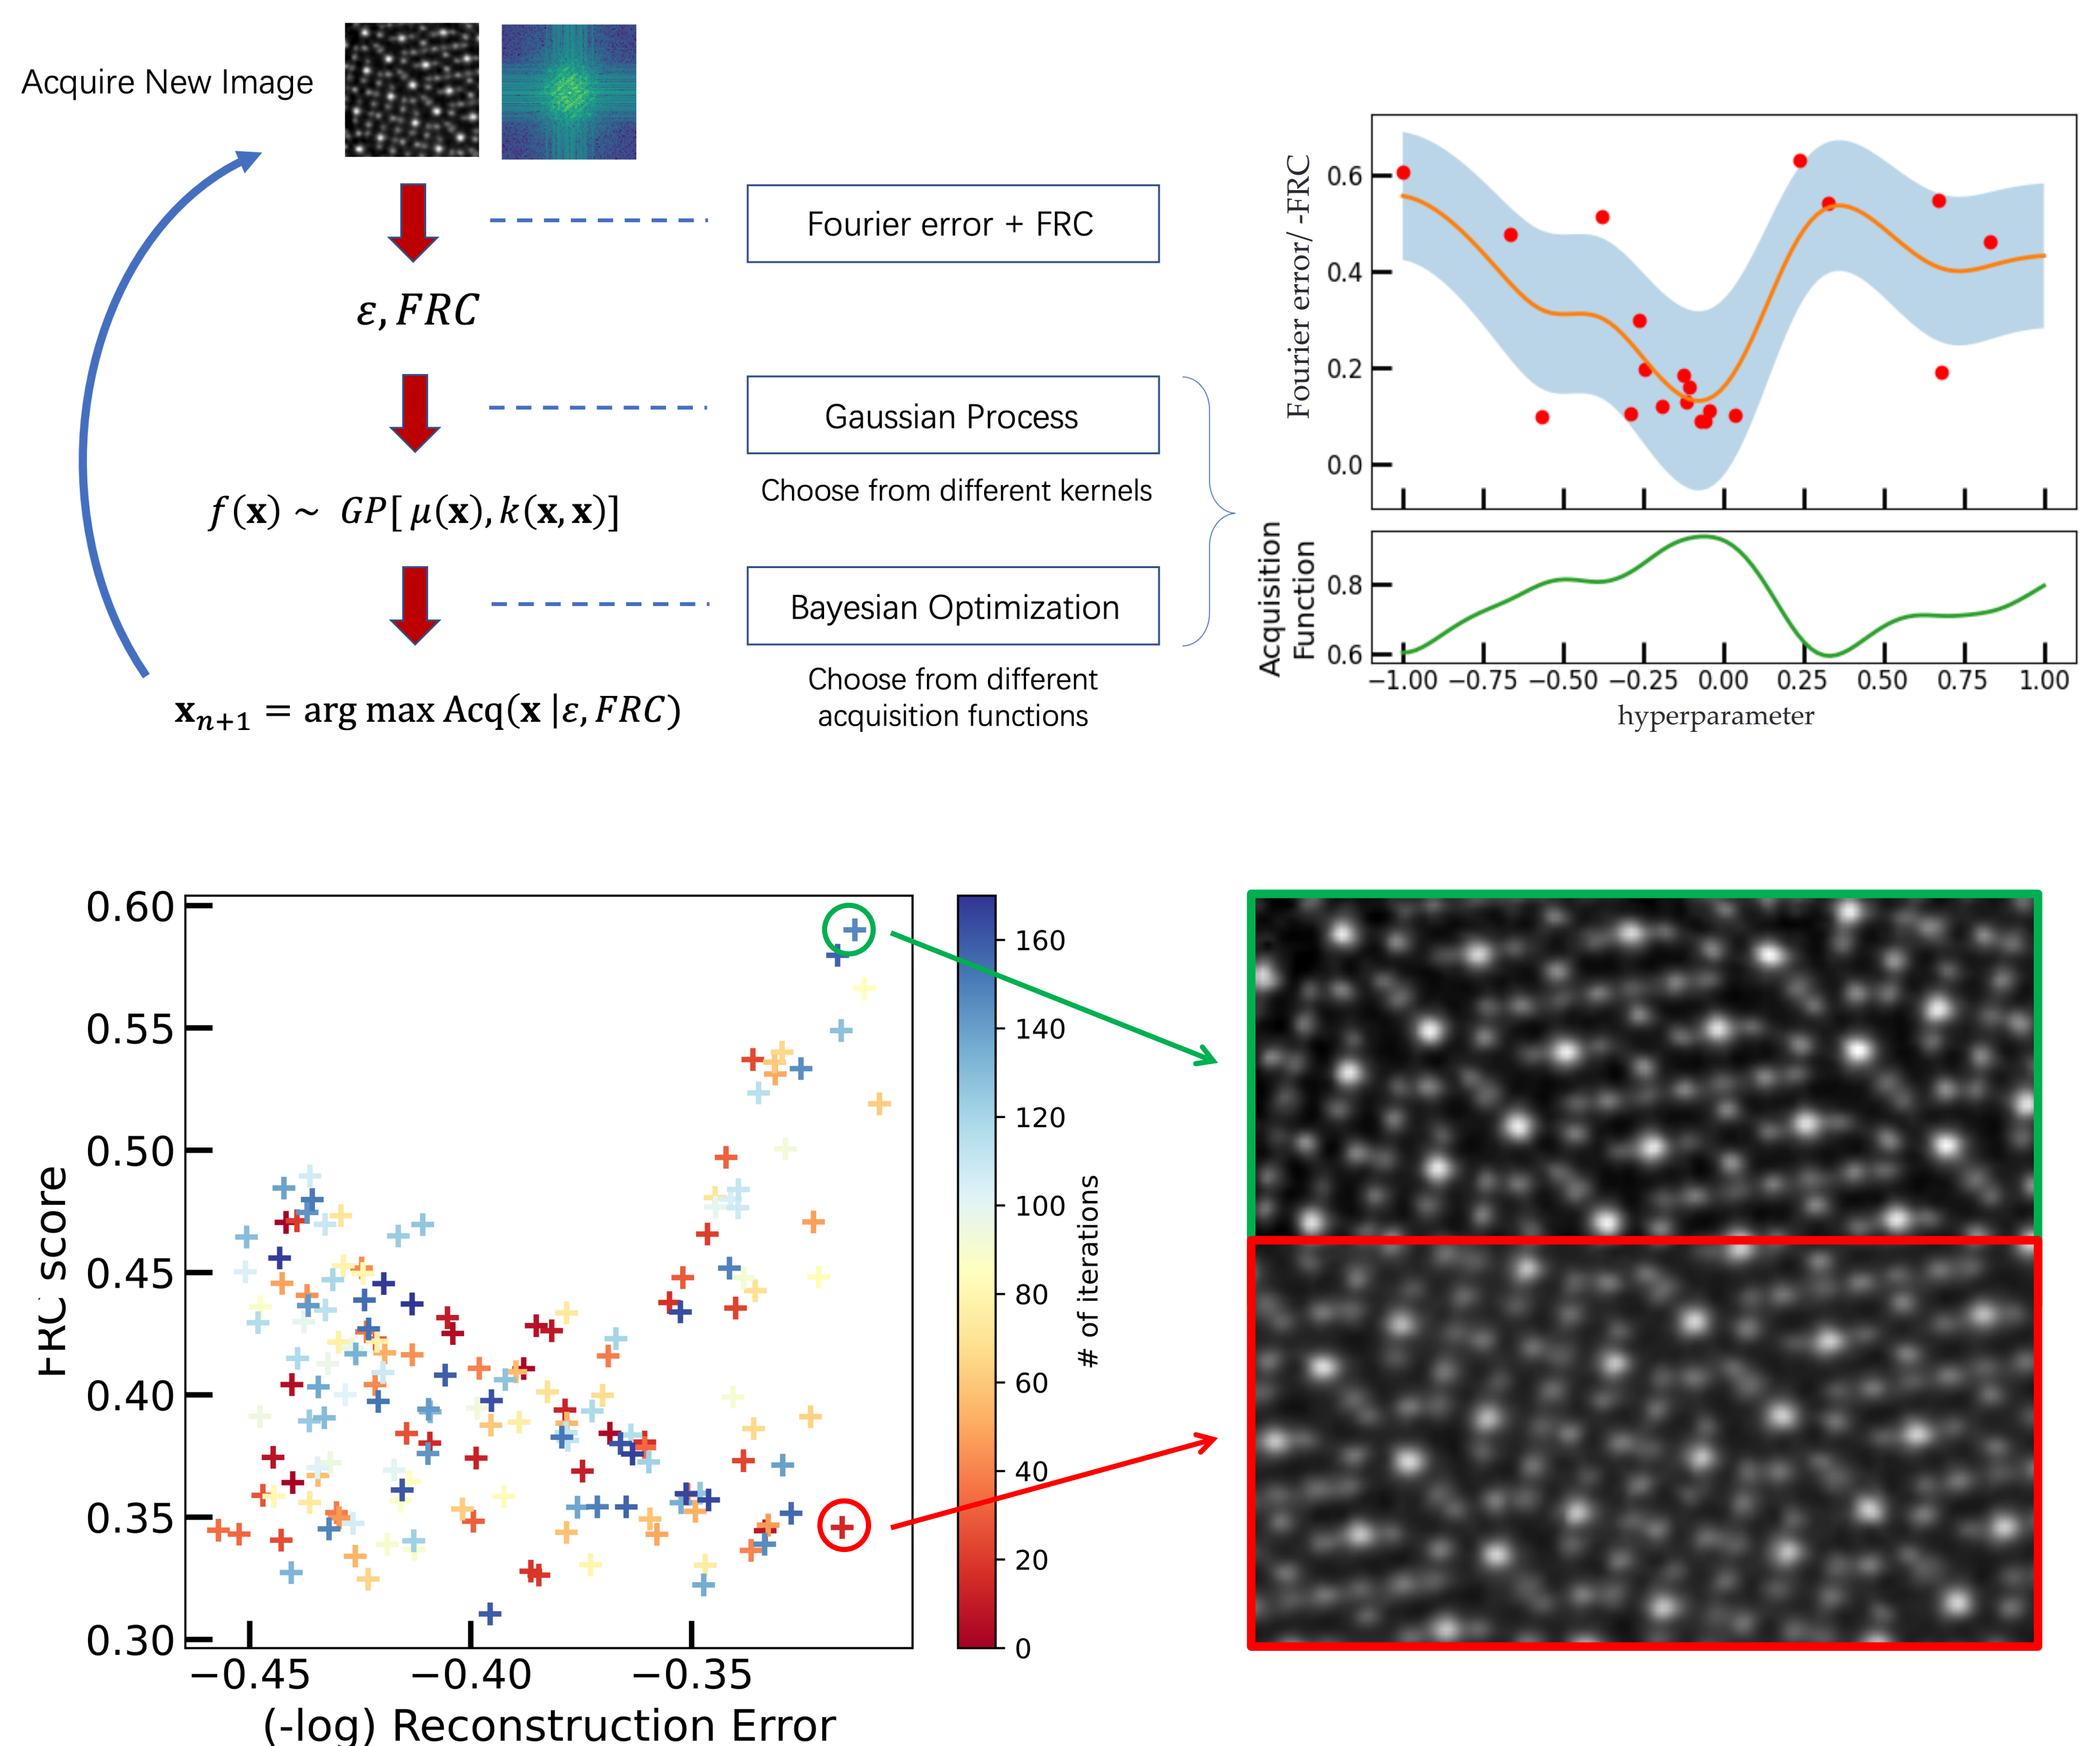 Acquire New Image
Fourier error + FRC
ε, FRC
Gaussian Process
Choose from different kernels
f(x) ~ GP[ μ(x), k(x, x)]
Bayesian Optimization
Choose from different
acquisition functions
x_{n+1} = arg max Acq(x |ε, FRC)
Fourier error/ -FRC
0.6
0.4
0.2
0.0
Acquisition
Function
0.8
0.6
−1.00 −0.75 −0.50 −0.25 0.00 0.25 0.50 0.75 1.00
hyperparameter
FRC score
0.60
0.55
0.50
0.45
0.40
0.35
0.30
−0.45 −0.40 −0.35
(-log) Reconstruction Error
160
140
120
100
80
60
40
20
0
# of iterations